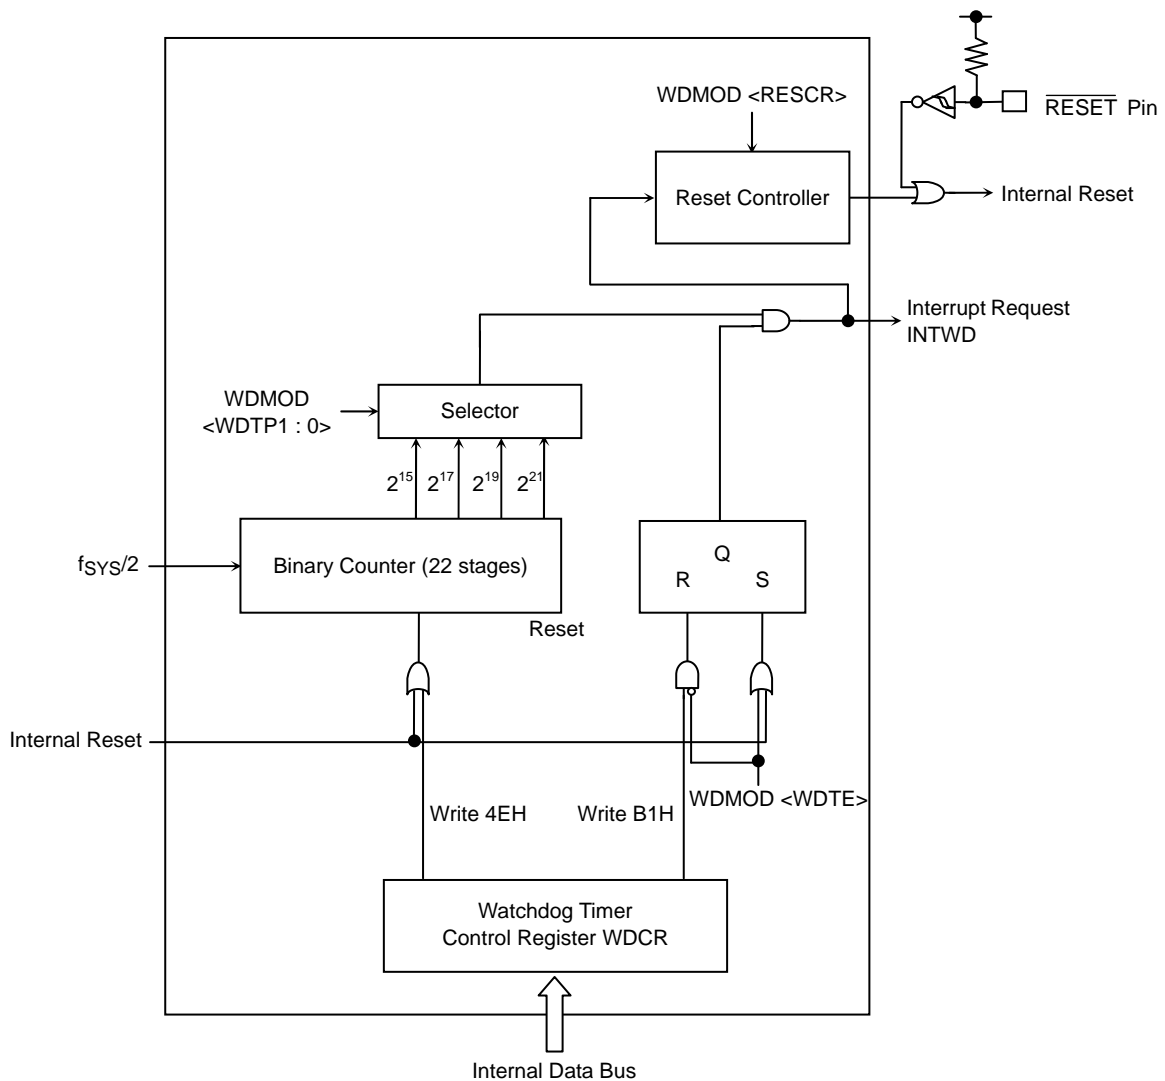 WDMOD <RESCR>
RESET Pin
Reset Controller
Internal Reset
Interrupt Request
INTWD
WDMOD
<WDTP1 : 0>
Selector
2^15 2^17 2^19 2^21
fSYS/2
Binary Counter (22 stages)
Q
R S
Reset
Internal Reset
WDMOD <WDTE>
Write 4EH
Write B1H
Watchdog Timer
Control Register WDCR
Internal Data Bus